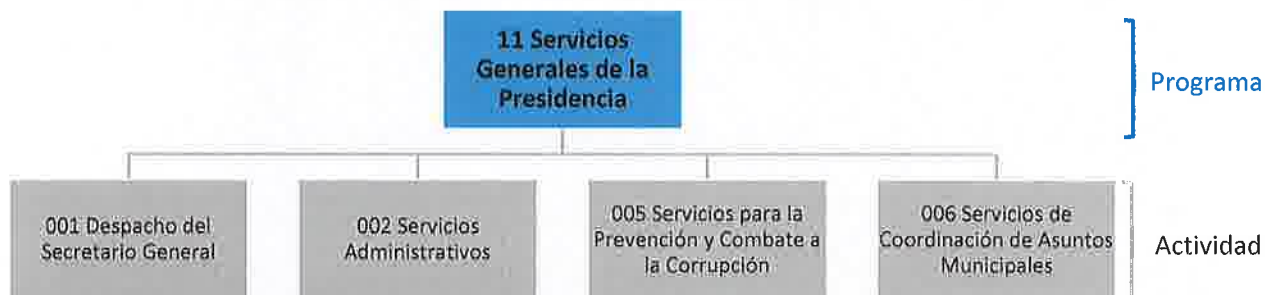 11 Servicios
Generales de la
Presidencia
Programa
001 Despacho del
Secretario General
002 Servicios
Administrativos
005 Servicios para la
Prevención y Combate a
la Corrupción
006 Servicios de
Coordinación de Asuntos
Municipales
Actividad